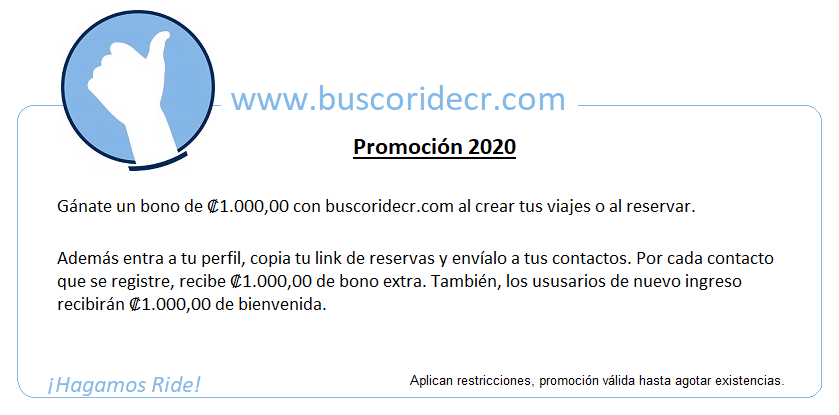 www.buscoridecr.com
Promoción 2020
Gánate un bono de ₡1.000,00 con buscoridecr.com al crear tus viajes o al reservar.
Además entra a tu perfil, copia tu link de reservas y envíalo a tus contactos. Por cada contacto
que se registre, recibe ₡1.000,00 de bono extra. También, los ususarios de nuevo ingreso
recibirán ₡1.000,00 de bienvenida.
¡Hagamos Ride!
Aplican restricciones, promoción válida hasta agotar existencias.